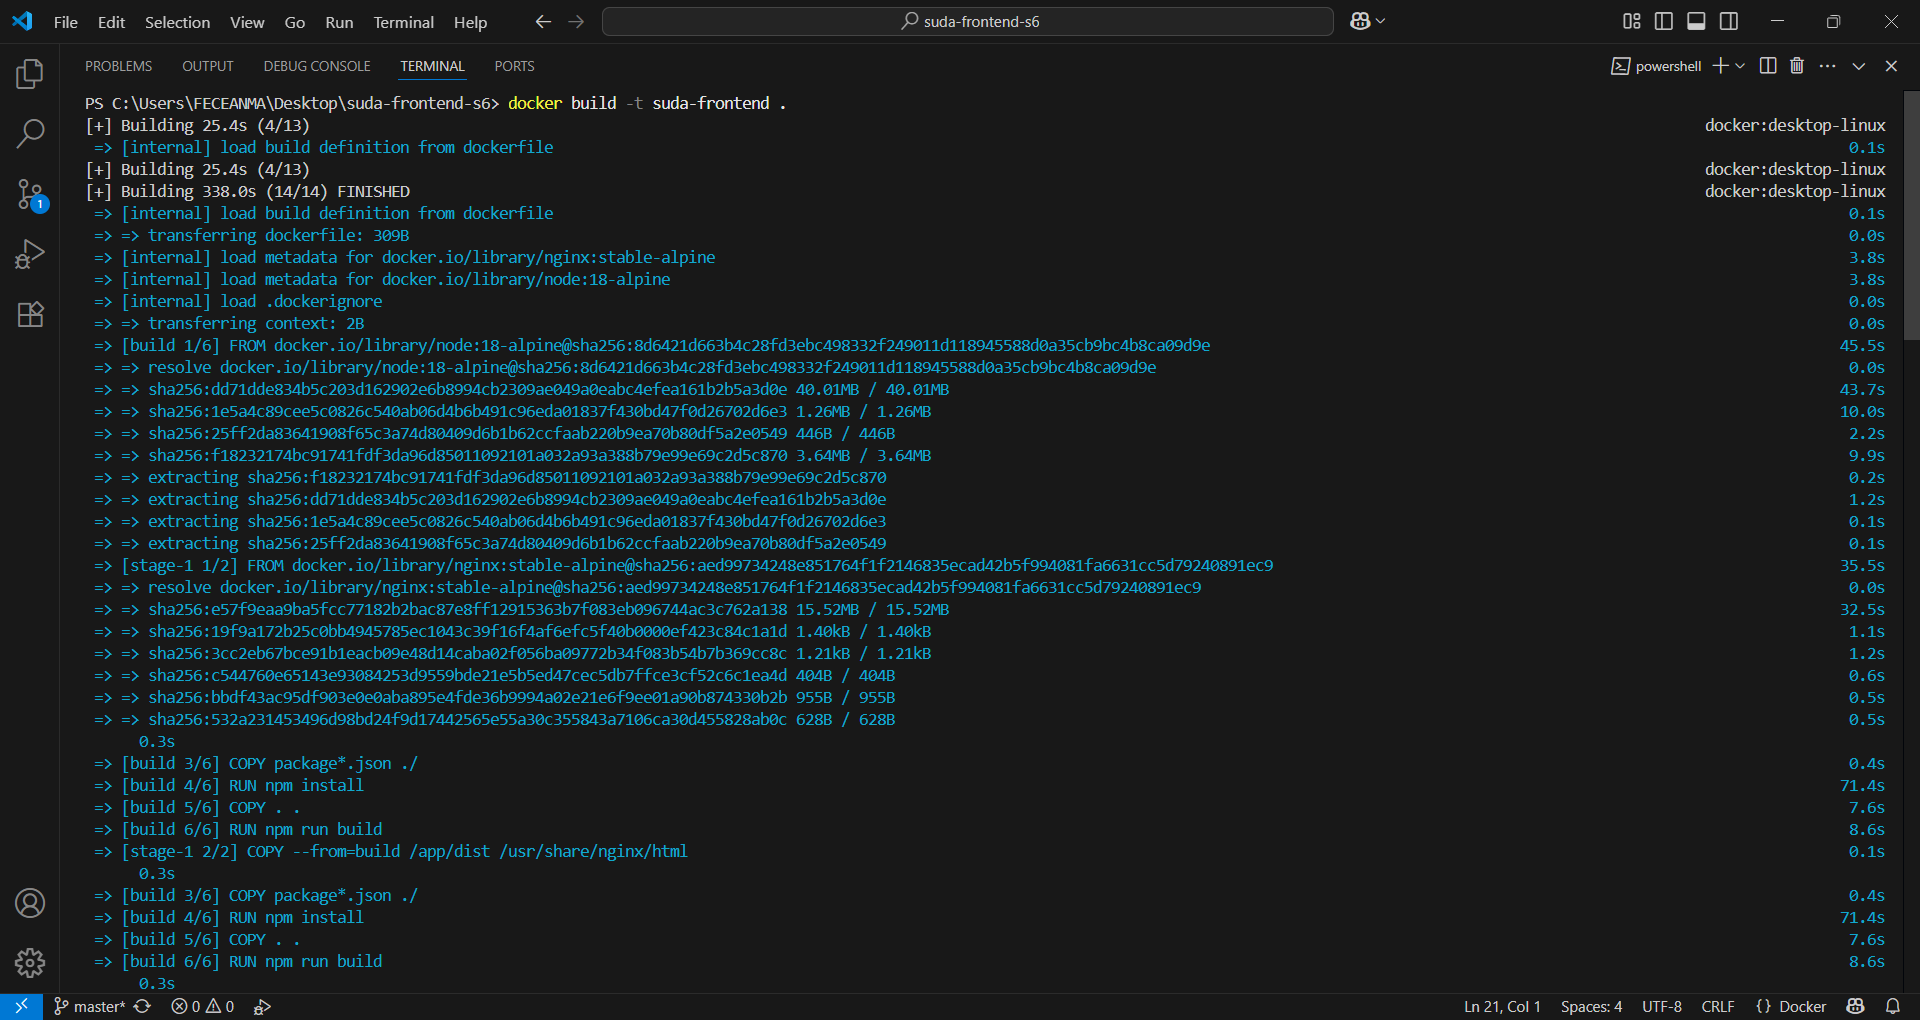 File Edit Selection View Go Run Terminal Help suda-frontend-s6
PROBLEMS OUTPUT DEBUG CONSOLE TERMINAL PORTS powershell
PS C:\Users\FECEANMA\Desktop\suda-frontend-s6> docker build -t suda-frontend .
[+] Building 25.4s (4/13) docker:desktop-linux
=> [internal] load build definition from dockerfile 0.1s
[+] Building 25.4s (4/13) docker:desktop-linux
[+] Building 338.0s (14/14) FINISHED docker:desktop-linux
=> [internal] load build definition from dockerfile 0.1s
=> => transferring dockerfile: 309B 0.0s
=> [internal] load metadata for docker.io/library/nginx:stable-alpine 3.8s
=> [internal] load metadata for docker.io/library/node:18-alpine 3.8s
=> [internal] load .dockerignore 0.0s
=> => transferring context: 2B 0.0s
=> [build 1/6] FROM docker.io/library/node:18-alpine@sha256:8d6421d663b4c28fd3ebc498332f249011d118945588d0a35cb9bc4b8ca09d9e 45.5s
=> => resolve docker.io/library/node:18-alpine@sha256:8d6421d663b4c28fd3ebc498332f249011d118945588d0a35cb9bc4b8ca09d9e 0.0s
=> => sha256:dd71dde834b5c203d162902e6b8994cb2309ae049a0eabc4efea161b2b5a3d0e 40.01MB / 40.01MB 43.7s
=> => sha256:1e5a4c89cee5c0826c540ab06d4b6b491c96eda01837f430bd47f0d26702d6e3 1.26MB / 1.26MB 10.0s
=> => sha256:25ff2da83641908f65c3a74d80409d6b1b62ccfaab220b9ea70b80df5a2e0549 446B / 446B 2.2s
=> => sha256:f18232174bc91741fdf3da96d85011092101a032a93a388b79e99e69c2d5c870 3.64MB / 3.64MB 9.9s
=> => extracting sha256:f18232174bc91741fdf3da96d85011092101a032a93a388b79e99e69c2d5c870 0.2s
=> => extracting sha256:dd71dde834b5c203d162902e6b8994cb2309ae049a0eabc4efea161b2b5a3d0e 1.2s
=> => extracting sha256:1e5a4c89cee5c0826c540ab06d4b6b491c96eda01837f430bd47f0d26702d6e3 0.1s
=> => extracting sha256:25ff2da83641908f65c3a74d80409d6b1b62ccfaab220b9ea70b80df5a2e0549 0.1s
=> [stage-1 1/2] FROM docker.io/library/nginx:stable-alpine@sha256:aed99734248e851764f1f2146835ecad42b5f994081fa6631cc5d79240891ec9 35.5s
=> => resolve docker.io/library/nginx:stable-alpine@sha256:aed99734248e851764f1f2146835ecad42b5f994081fa6631cc5d79240891ec9 0.0s
=> => sha256:e57f9eaa9ba5fcc77182b2bac87e8ff12915363b7f083eb096744ac3c762a138 15.52MB / 15.52MB 32.5s
=> => sha256:19f9a172b25c0bb4945785ec1043c39f16f4af6efc5f40b0000ef423c84c1a1d 1.40kB / 1.40kB 1.1s
=> => sha256:3cc2eb67bce91b1eacb09e48d14caba02f056ba09772b34f083b54b7b369cc8c 1.21kB / 1.21kB 1.2s
=> => sha256:c544760e65143e93084253d9559bde21e5b5ed47cec5db7ffce3cf52c6c1ea4d 404B / 404B 0.6s
=> => sha256:bbdf43ac95df903e0e0aba895e4fde36b9994a02e21e6f9ee01a90b874330b2b 955B / 955B 0.5s
=> => sha256:532a231453496d98bd24f9d17442565e55a30c355843a7106ca30d455828ab0c 628B / 628B 0.5s
0.3s
=> [build 3/6] COPY package*.json ./ 0.4s
=> [build 4/6] RUN npm install 71.4s
=> [build 5/6] COPY . . 7.6s
=> [build 6/6] RUN npm run build 8.6s
=> [stage-1 2/2] COPY --from=build /app/dist /usr/share/nginx/html 0.1s
0.3s
=> [build 3/6] COPY package*.json ./ 0.4s
=> [build 4/6] RUN npm install 71.4s
=> [build 5/6] COPY . . 7.6s
=> [build 6/6] RUN npm run build 8.6s
0.3s
1
master* 0 0 Ln 21, Col 1 Spaces: 4 UTF-8 CRLF {} Docker